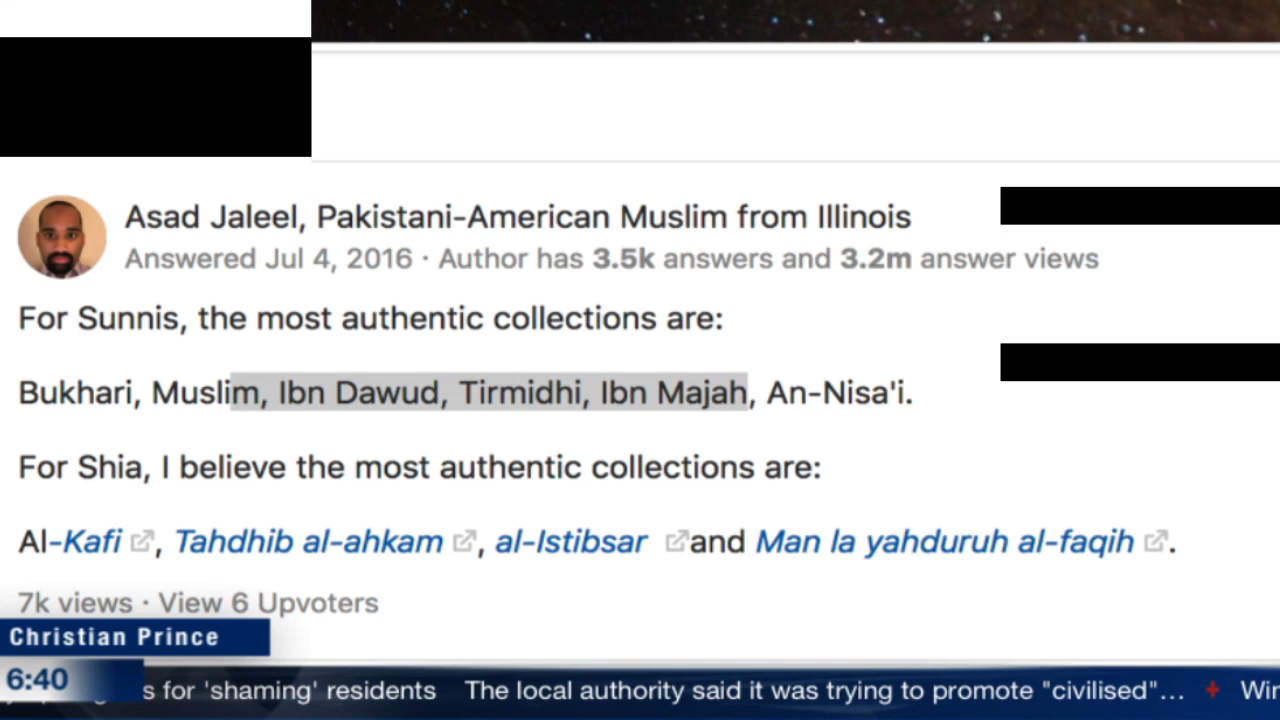 Asad Jaleel, Pakistani-American Muslim from Illinois
Answered Jul 4, 2016 · Author has 3.5k answers and 3.2m answer views
For Sunnis, the most authentic collections are:
Bukhari, Muslim, Ibn Dawud, Tirmidhi, Ibn Majah, An-Nisa'i.
For Shia, I believe the most authentic collections are:
Al-Kafi, Tahdhib al-ahkam, al-Istibsar and Man la yahduruh al-faqih.
7k views · View 6 Upvoters
Christian Prince
6:40
s for 'shaming' residents The local authority said it was trying to promote "civilised"... Win